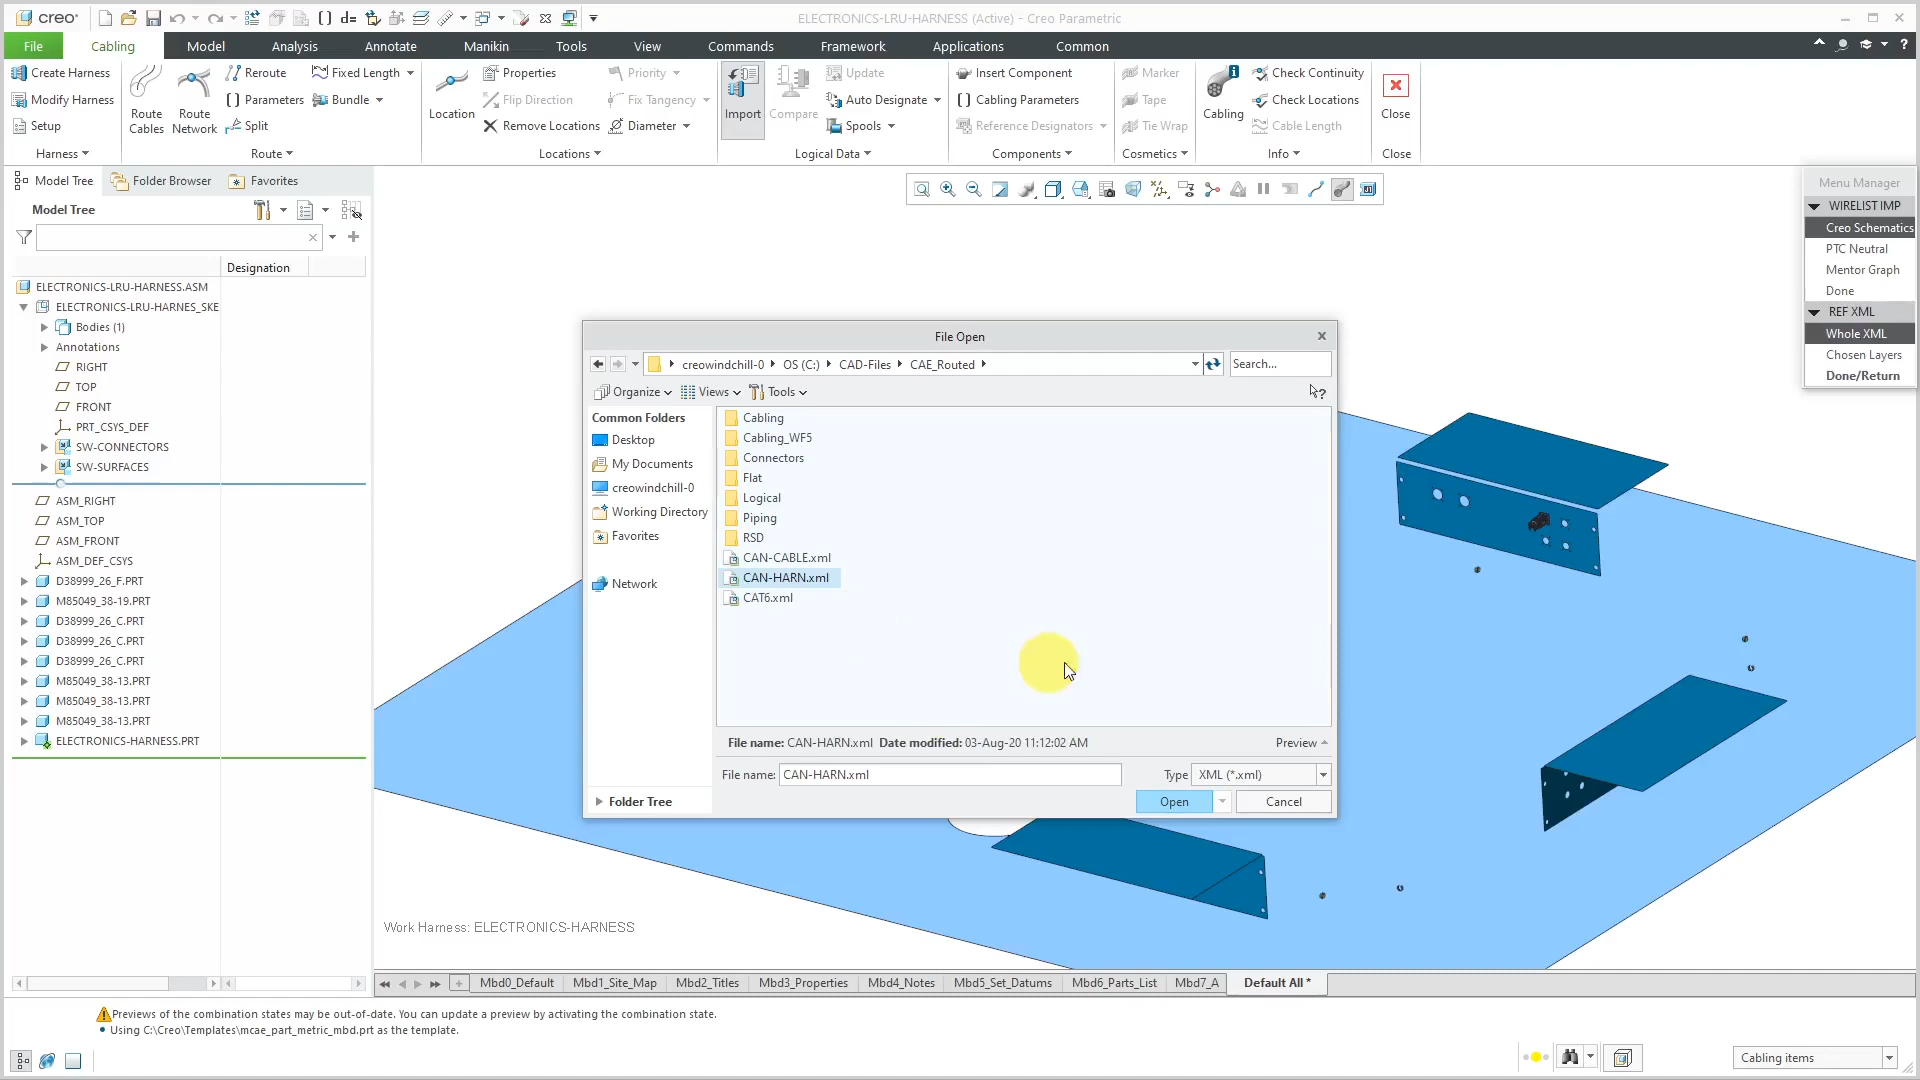 creo
d=
ELECTRONICS-LRU-HARNESS (Active) - Creo Parametric
File
Cabling
Model
Analysis
Annotate
Manikin
Tools
View
Commands
Framework
Applications
Common
Create Harness
Modify Harness
Setup
Harness
Route Cables
Route Network
Reroute
Parameters
Split
Fixed Length
Bundle
Route
Location
Properties
Flip Direction
Remove Locations
Priority
Fix Tangency
Diameter
Locations
Import
Compare
Update
Auto Designate
Spools
Logical Data
Insert Component
Cabling Parameters
Reference Designators
Components
Marker
Tape
Tie Wrap
Cosmetics
Cabling
Check Continuity
Check Locations
Cable Length
Info
Close
Close
Model Tree
Folder Browser
Favorites
Model Tree
Designation
ELECTRONICS-LRU-HARNESS.ASM
ELECTRONICS-LRU-HARNES_SKE
Bodies (1)
Annotations
RIGHT
TOP
FRONT
PRT_CSYS_DEF
SW-CONNECTORS
SW-SURFACES
ASM_RIGHT
ASM_TOP
ASM_FRONT
ASM_DEF_CSYS
D38999_26_F.PRT
M85049_38-19.PRT
D38999_26_C.PRT
D38999_26_C.PRT
D38999_26_C.PRT
M85049_38-13.PRT
M85049_38-13.PRT
M85049_38-13.PRT
ELECTRONICS-HARNESS.PRT
Menu Manager
WIRELIST IMP
Creo Schematics
PTC Neutral
Mentor Graph
Done
REF XML
Whole XML
Chosen Layers
Done/Return
File Open
creowindchill-0
OS (C:)
CAD-Files
CAE_Routed
Search...
Organize
Views
Tools
Common Folders
Desktop
My Documents
creowindchill-0
Working Directory
Favorites
Network
Folder Tree
Cabling
Cabling_WF5
Connectors
Flat
Logical
Piping
RSD
CAN-CABLE.xml
CAN-HARN.xml
CAT6.xml
File name: CAN-HARN.xml Date modified: 03-Aug-20 11:12:02 AM
Preview
File name: CAN-HARN.xml
Type XML (*.xml)
Open
Cancel
Work Harness: ELECTRONICS-HARNESS
Mbd0_Default
Mbd1_Site_Map
Mbd2_Titles
Mbd3_Properties
Mbd4_Notes
Mbd5_Set_Datums
Mbd6_Parts_List
Mbd7_A
Default All *
Previews of the combination states may be out-of-date. You can update a preview by activating the combination state.
• Using C:\Creo\Templates\mcae_part_metric_mbd.prt as the template.
Cabling items